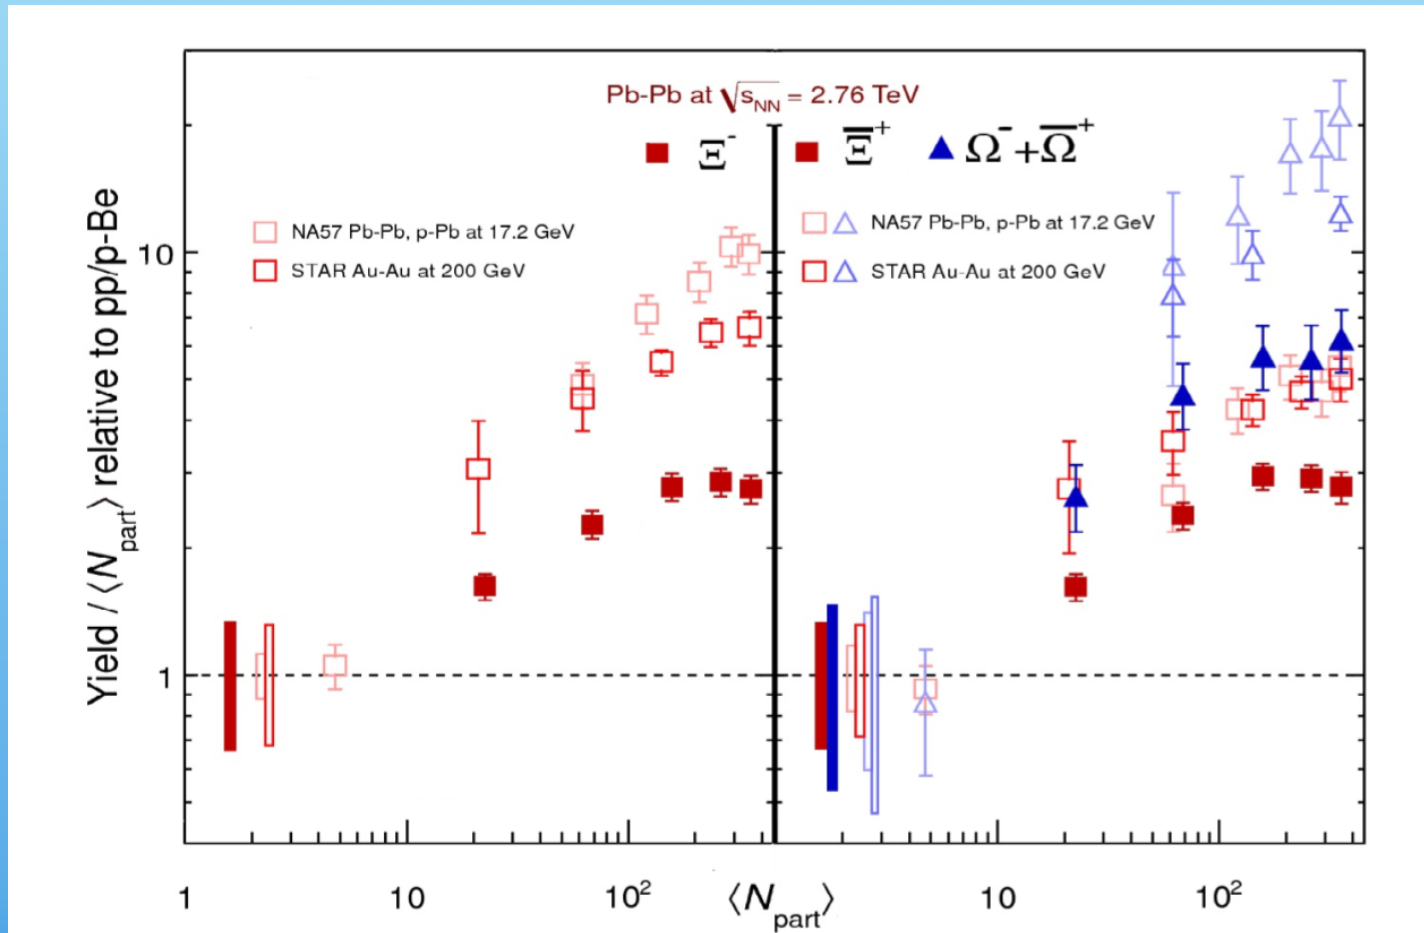 Pb-Pb at √sNN = 2.76 TeV
Ξ⁻
Ξ̅⁺ Ω⁻+Ω̅⁺
NA57 Pb-Pb, p-Pb at 17.2 GeV
STAR Au-Au at 200 GeV
NA57 Pb-Pb, p-Pb at 17.2 GeV
STAR Au-Au at 200 GeV
Yield / ⟨Npart⟩ relative to pp/p-Be
10
1
1 10 10² ⟨Npart⟩ 10 10²